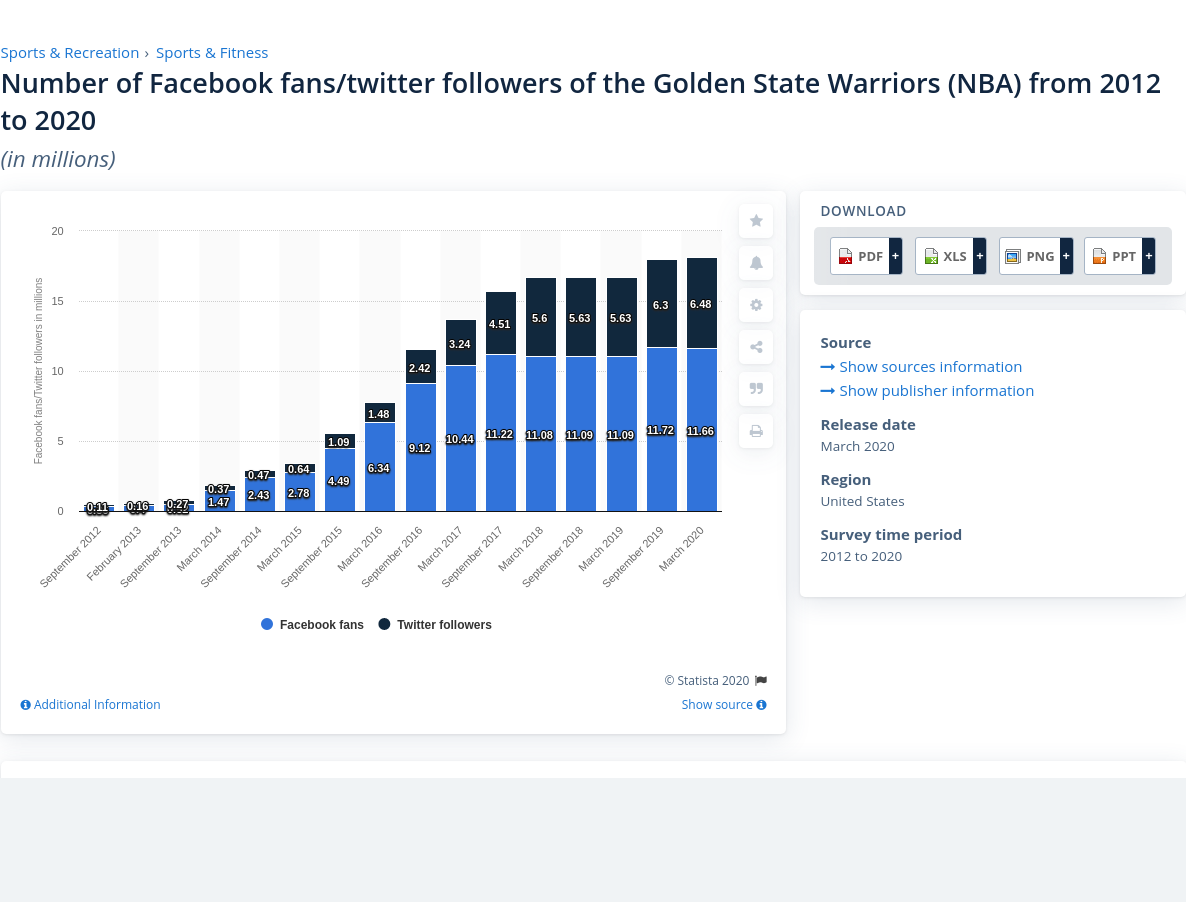 Sports & Recreation › Sports & Fitness
Number of Facebook fans/twitter followers of the Golden State Warriors (NBA) from 2012
to 2020
(in millions)
Facebook fans/Twitter followers in millions
20
15
10
5
0
0.11
0.16
0.27
0.37
1.47
0.47
2.43
0.64
2.78
1.09
4.49
1.48
6.34
2.42
9.12
3.24
10.44
4.51
11.22
5.6
11.08
5.63
11.09
5.63
11.09
6.3
11.72
6.48
11.66
September 2012
February 2013
September 2013
March 2014
September 2014
March 2015
September 2015
March 2016
September 2016
March 2017
September 2017
March 2018
September 2018
March 2019
September 2019
March 2020
Facebook fans Twitter followers
© Statista 2020
Additional Information
Show source
DOWNLOAD
PDF + XLS + PNG + PPT +
Source
Show sources information
Show publisher information
Release date
March 2020
Region
United States
Survey time period
2012 to 2020